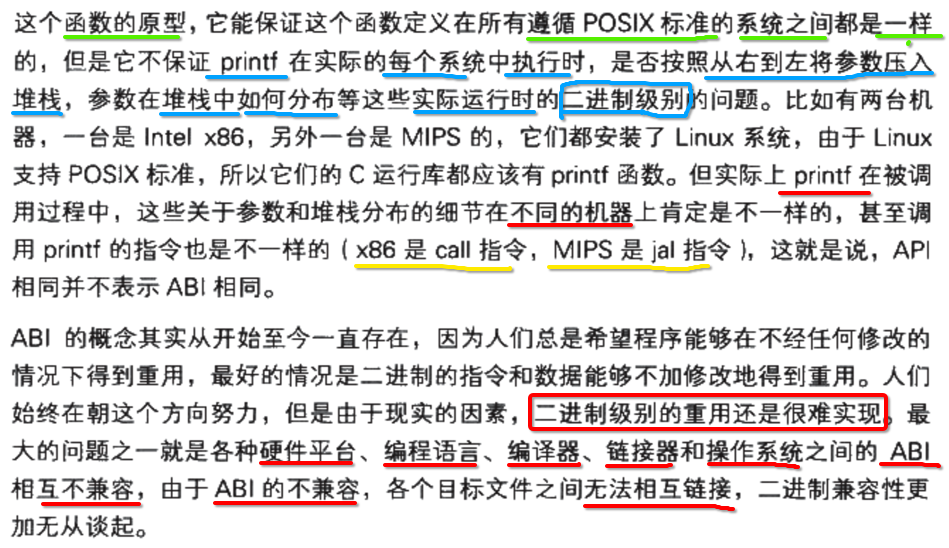 这个函数的原型，它能保证这个函数定义在所有遵循 POSIX 标准的系统之间都是一样
的，但是它不保证 printf 在实际的每个系统中执行时，是否按照从右到左将参数压入
堆栈，参数在堆栈中如何分布等这些实际运行时的二进制级别的问题。比如有两台机
器，一台是 Intel x86，另外一台是 MIPS 的，它们都安装了 Linux 系统，由于 Linux
支持 POSIX 标准，所以它们的 C 运行库都应该有 printf 函数。但实际上 printf 在被调
用过程中，这些关于参数和堆栈分布的细节在不同的机器上肯定是不一样的，甚至调
用 printf 的指令也是不一样的（x86 是 call 指令，MIPS 是 jal 指令），这就是说，API
相同并不表示 ABI 相同。
ABI 的概念其实从开始至今一直存在，因为人们总是希望程序能够在不经任何修改的
情况下得到重用，最好的情况是二进制的指令和数据能够不加修改地得到重用。人们
始终在朝这个方向努力，但是由于现实的因素，二进制级别的重用还是很难实现。最
大的问题之一就是各种硬件平台、编程语言、编译器、链接器和操作系统之间的 ABI
相互不兼容，由于 ABI 的不兼容，各个目标文件之间无法相互链接，二进制兼容性更
加无从谈起。